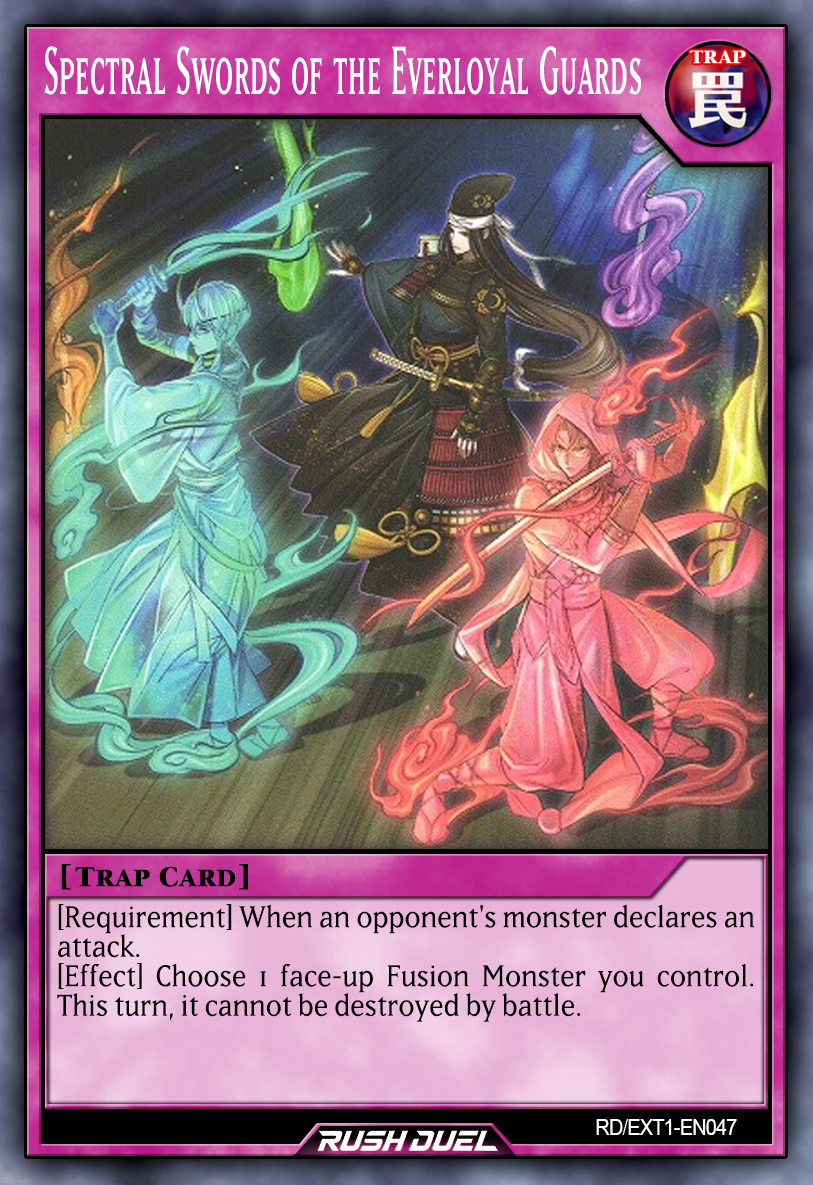 Spectral Swords of the Everloyal Guards
TRAP
罠
[Trap Card]
[Requirement] When an opponent's monster declares an
attack.
[Effect] Choose 1 face-up Fusion Monster you control.
This turn, it cannot be destroyed by battle.
RD/EXT1-EN047
RUSH DUEL